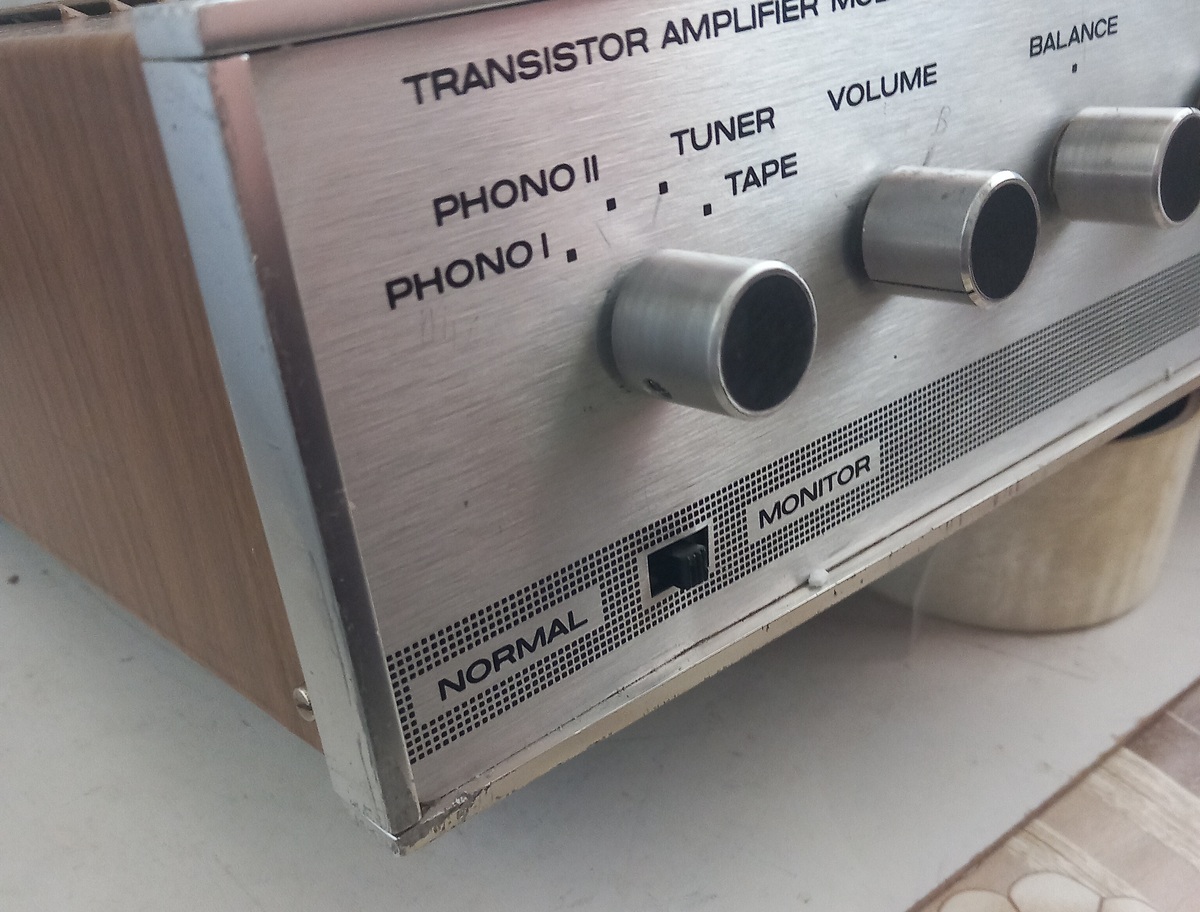 TRANSISTOR AMPLIFIER
BALANCE
VOLUME
TUNER
TAPE
PHONO II
PHONO I
NORMAL
MONITOR